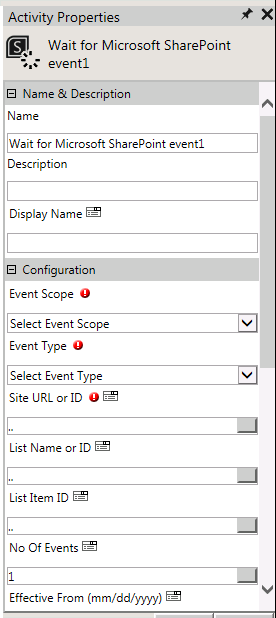 Activity Properties
Wait for Microsoft SharePoint
event1
Name & Description
Name
Wait for Microsoft SharePoint event1
Description
Display Name
Configuration
Event Scope
Select Event Scope
Event Type
Select Event Type
Site URL or ID
..
List Name or ID
..
List Item ID
..
No Of Events
1
Effective From (mm/dd/yyyy)